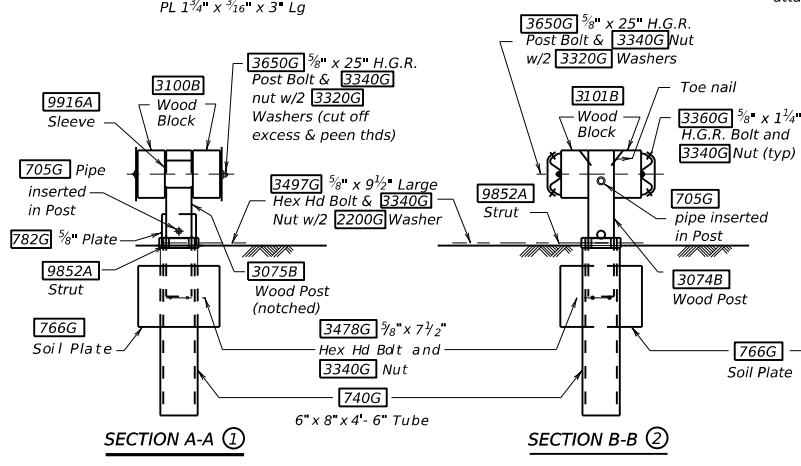 PL 1¾" x 3/16" x 3" Lg
3650G ⅝" x 25" H.G.R.
Post Bolt & 3340G
nut w/2 3320G
Washers (cut off
excess & peen thds)
3100B
Wood
Block
9916A
Sleeve
705G Pipe
inserted
in Post
782G ⅝" Plate
9852A
Strut
766G
Soil Plate
3497G ⅝" x 9½" Large
Hex Hd Bolt & 3340G
Nut w/2 2200G Washer
3075B
Wood Post
(notched)
3478G ⅝"x 7½"
Hex Hd Bolt and
3340G Nut
740G
6"x 8"x 4'- 6" Tube
SECTION A-A 1
3650G ⅝" x 25" H.G.R.
Post Bolt & 3340G Nut
w/2 3320G Washers
Toe nail
3101B
Wood
Block
3360G ⅝" x 1¼"
H.G.R. Bolt and
3340G Nut (typ)
9852A
Strut
705G
pipe inserted
in Post
3074B
Wood Post
766G
Soil Plate
SECTION B-B 2